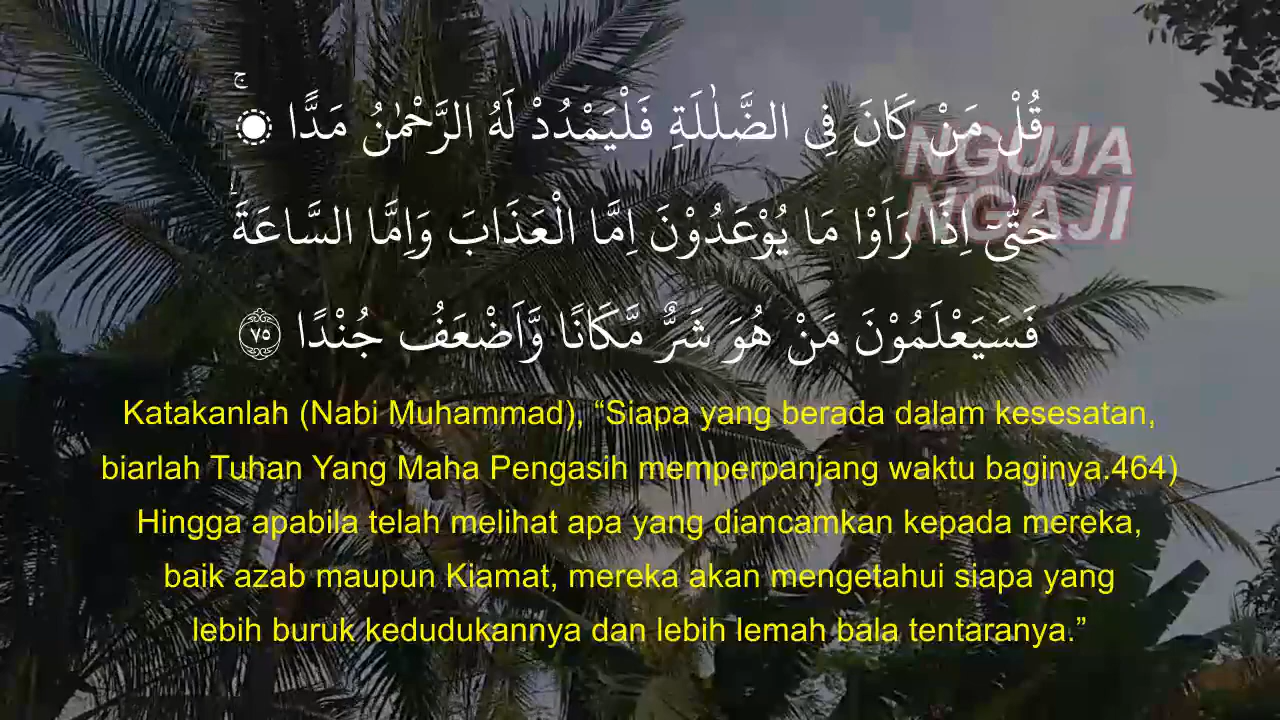 قُلْ مَنْ كَانَ فِى الضَّلٰلَةِ فَلْيَمْدُدْ لَهُ الرَّحْمٰنُ مَدًّا ەۚ
حَتّٰىٓ اِذَا رَاَوْا مَا يُوْعَدُوْنَ اِمَّا الْعَذَابَ وَاِمَّا السَّاعَةَۗ
فَسَيَعْلَمُوْنَ مَنْ هُوَ شَرٌّ مَّكَانًا وَّاَضْعَفُ جُنْدًا ٧٥
NGUJA
NGAJI
Katakanlah (Nabi Muhammad), “Siapa yang berada dalam kesesatan,
biarlah Tuhan Yang Maha Pengasih memperpanjang waktu baginya.464)
Hingga apabila telah melihat apa yang diancamkan kepada mereka,
baik azab maupun Kiamat, mereka akan mengetahui siapa yang
lebih buruk kedudukannya dan lebih lemah bala tentaranya.”